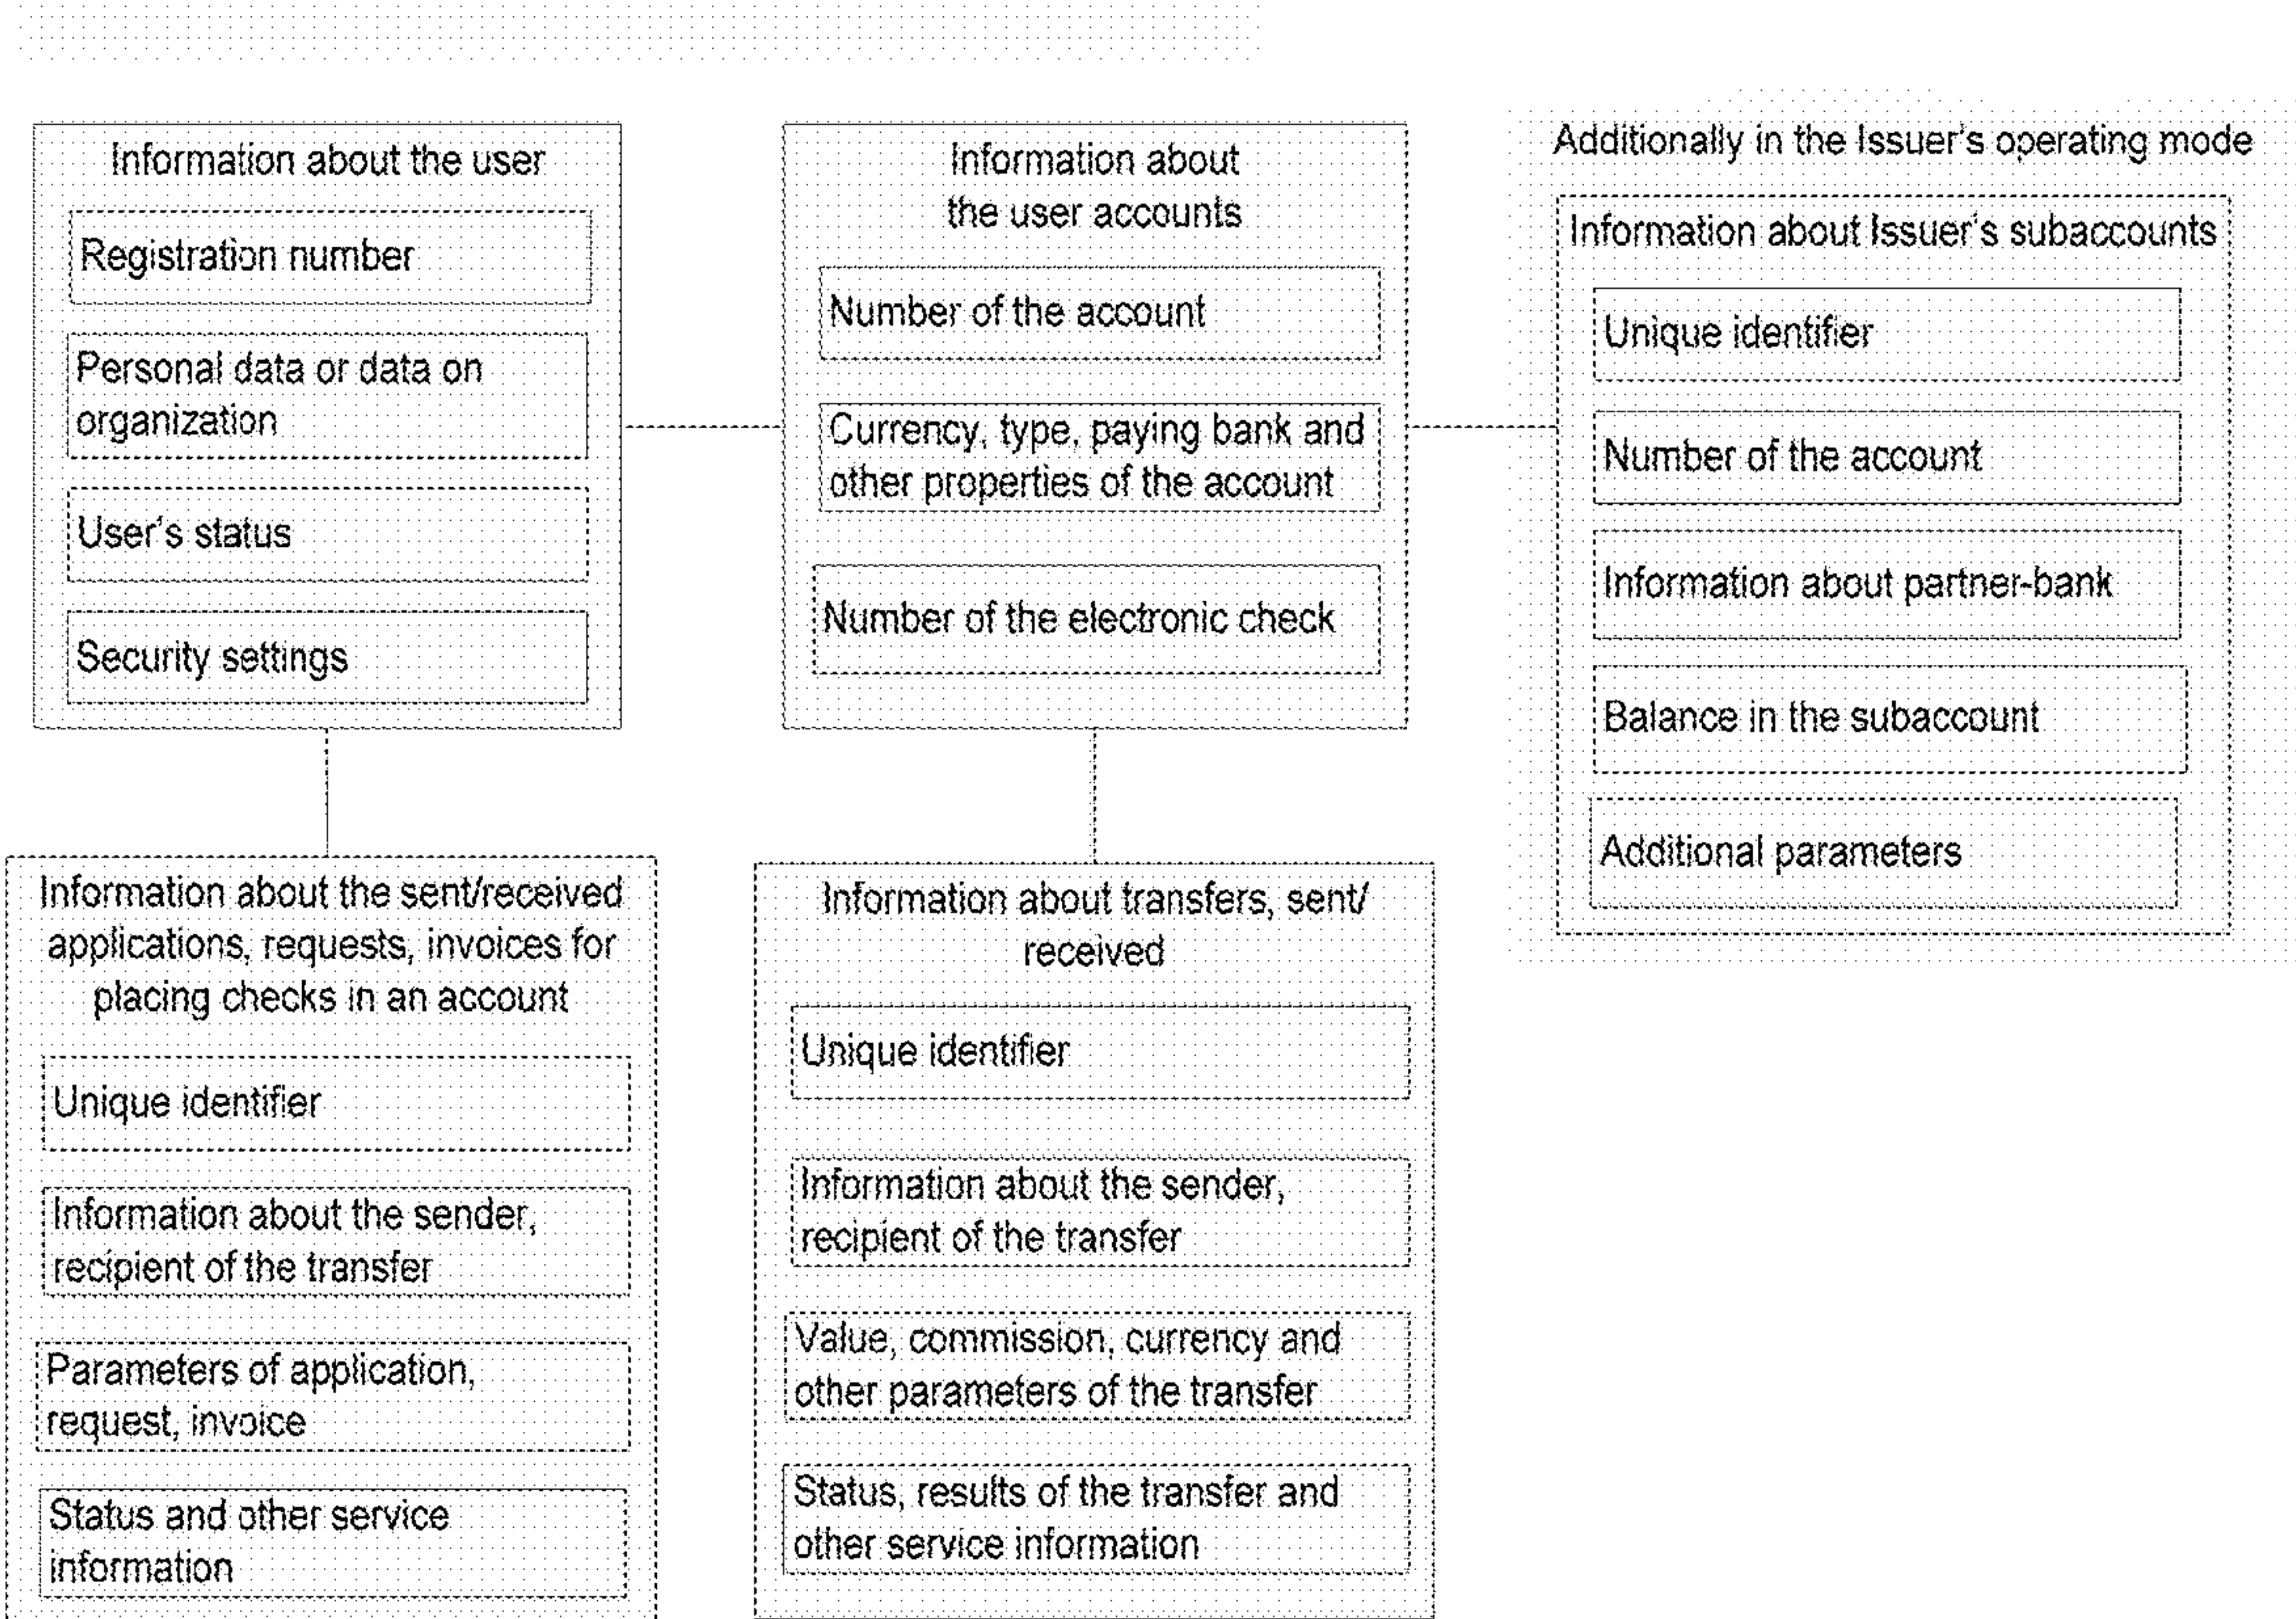 Information about the user
Registration number
Personal data or data on
organization
User's status
Security settings
Information about
the user accounts
Number of the account
Currency, type, paying bank and
other properties of the account
Number of the electronic check
Additionally in the Issuer's operating mode
Information about Issuer's subaccounts
Unique identifier
Number of the account
Information about partner-bank
Balance in the subaccount
Additional parameters
Information about the sent/received
applications, requests, invoices for
placing checks in an account
Unique identifier
Information about the sender,
recipient of the transfer
Parameters of application,
request, invoice
Status and other service
information
Information about transfers, sent/
received
Unique identifier
Information about the sender,
recipient of the transfer
Value, commission, currency and
other parameters of the transfer
Status, results of the transfer and
other service information